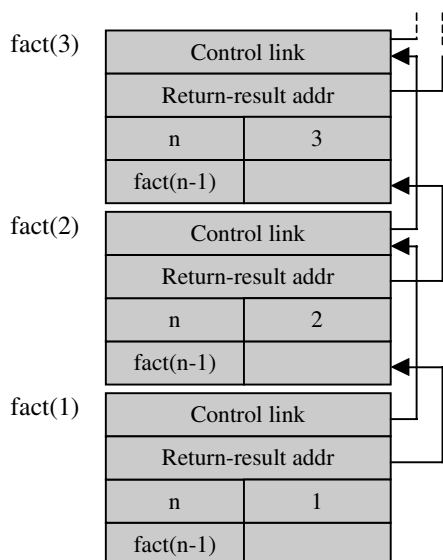 fact(3)
Control link
Return-result addr
n 3
fact(n-1)
fact(2)
Control link
Return-result addr
n 2
fact(n-1)
fact(1)
Control link
Return-result addr
n 1
fact(n-1)